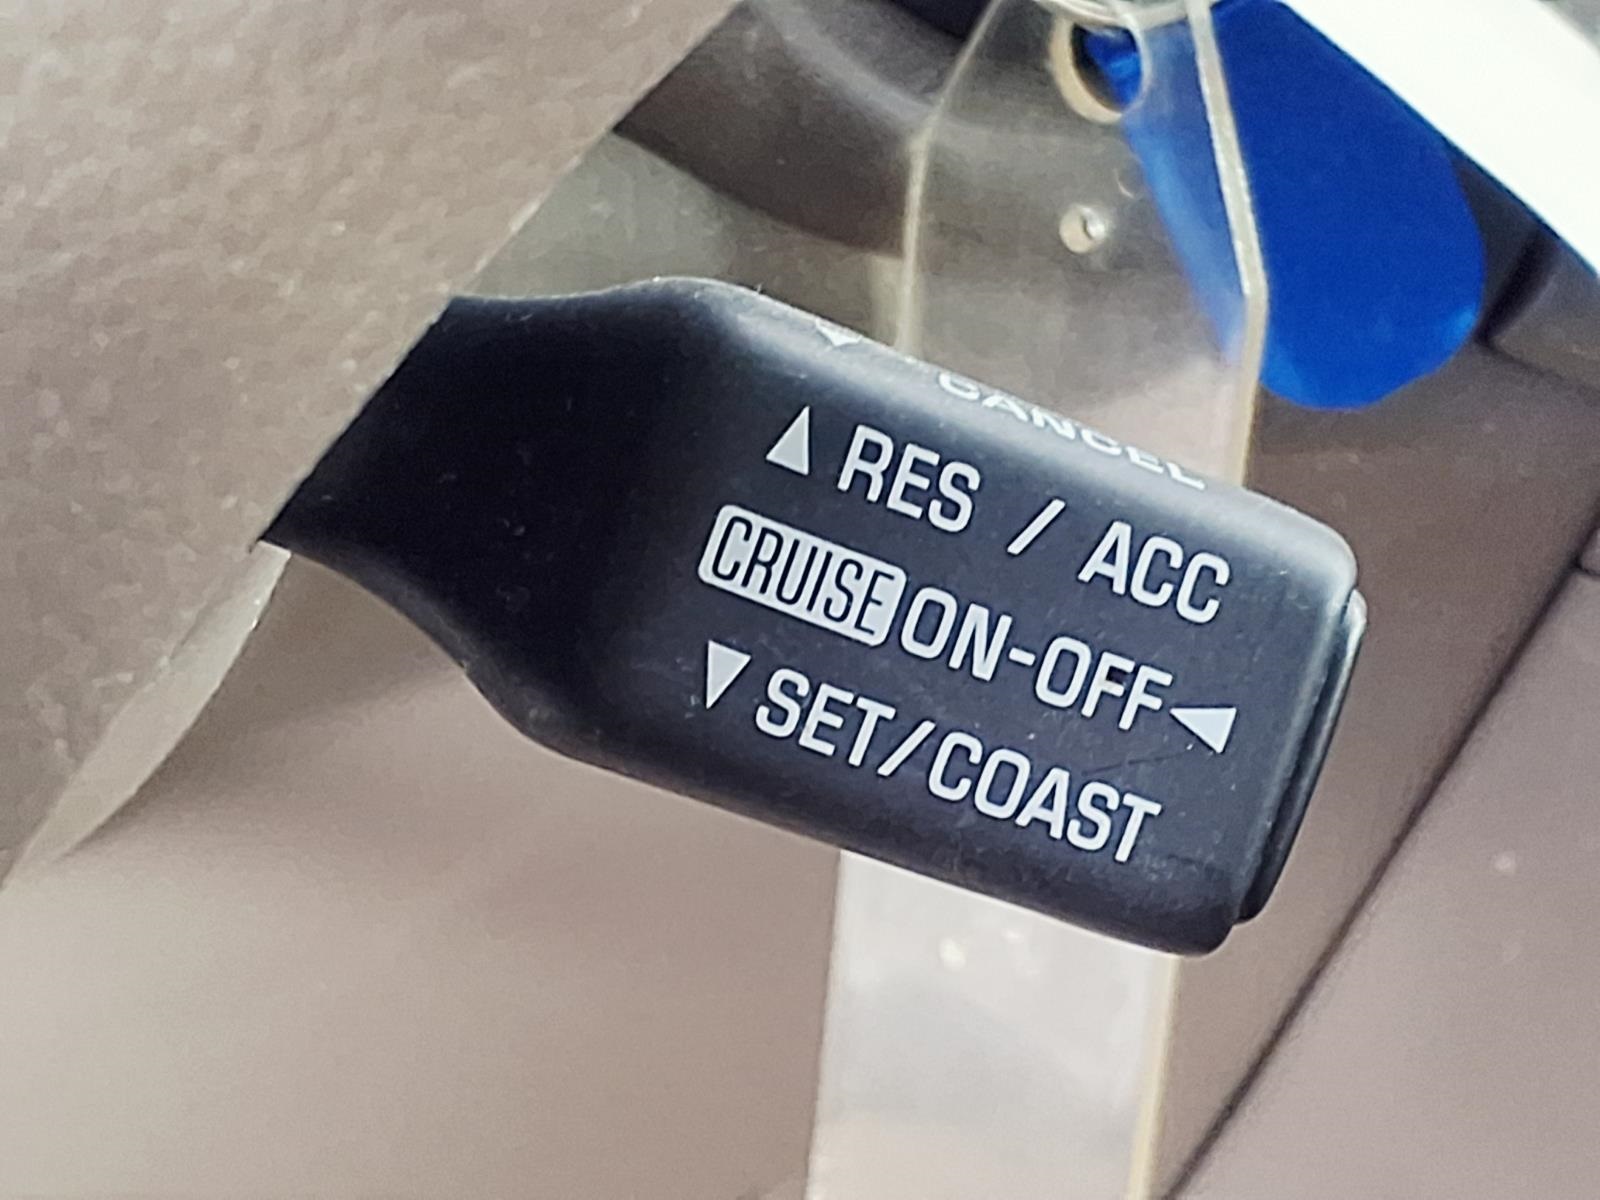 CANCEL
RES / ACC
CRUISE ON-OFF
SET/COAST